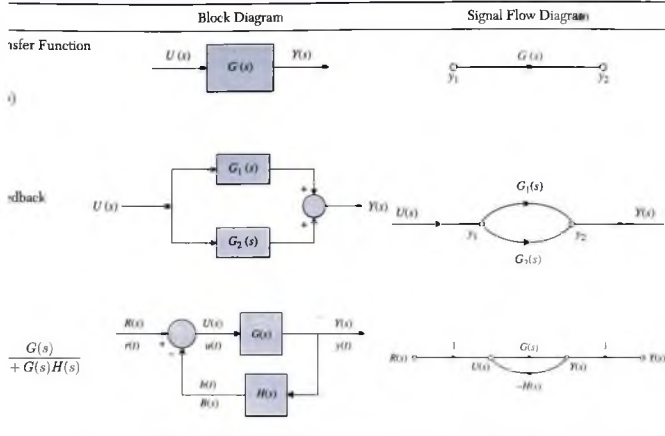 Block Diagram Signal Flow Diagram
nsfer Function
U(s) G(s) Y(s) G(s)
y1 y2
s)
G1(s)
edback
U(s) + + Y(s)
G2(s)
G1(s)
U(s) y1 y2 Y(s)
G2(s)
R(s) U(s) G(s) Y(s)
r(t) + − u(t) y(t)
b(t)
B(s) H(s)
G(s)
+ G(s)H(s)
1 G(s) 1
R(s) U(s) Y(s) Y(s)
−H(s)